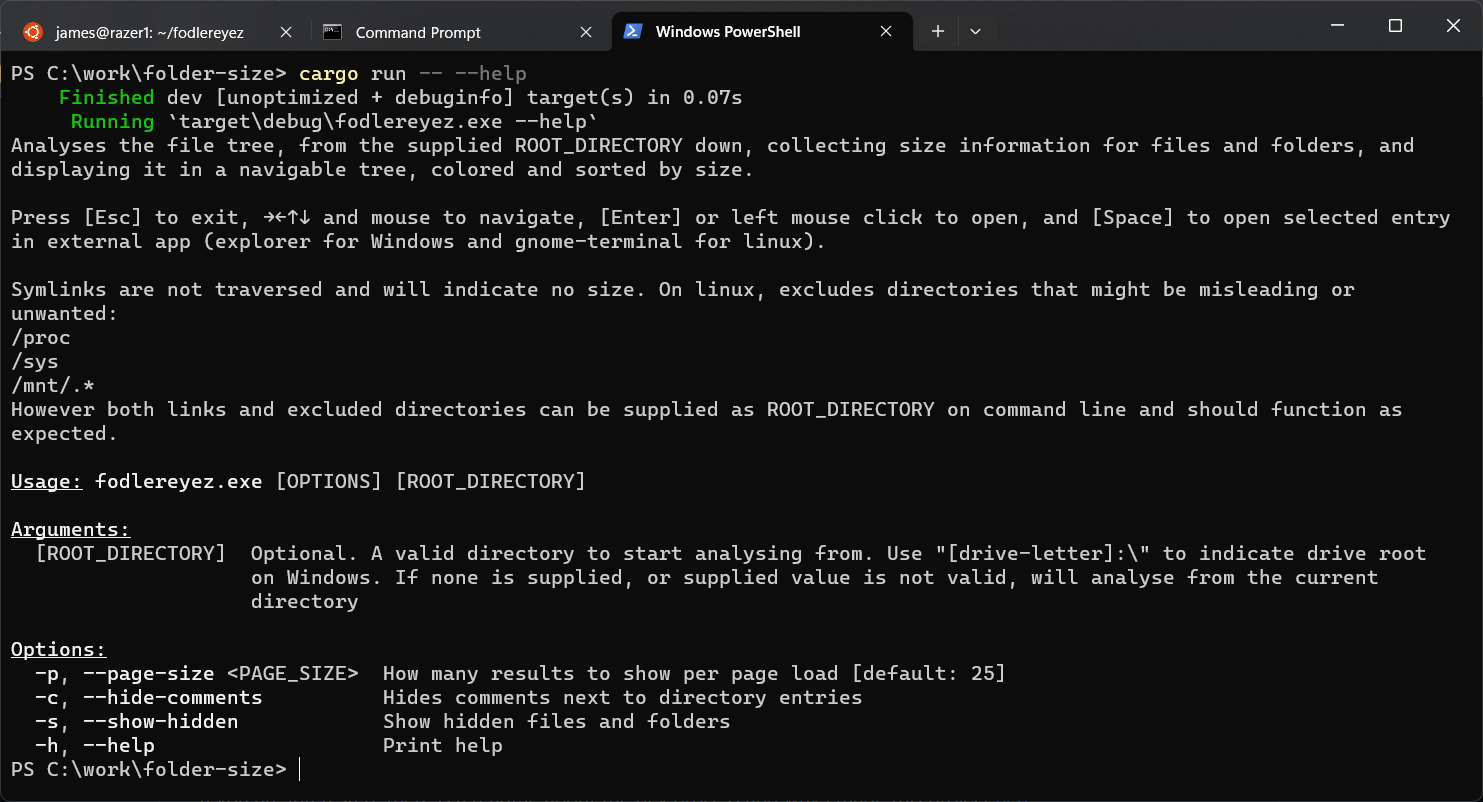 james@razer1: ~/fodlereyez
Command Prompt
Windows PowerShell
PS C:\work\folder-size> cargo run -- --help
    Finished dev [unoptimized + debuginfo] target(s) in 0.07s
     Running `target\debug\fodlereyez.exe --help`
Analyses the file tree, from the supplied ROOT_DIRECTORY down, collecting size information for files and folders, and
displaying it in a navigable tree, colored and sorted by size.

Press [Esc] to exit, →←↑↓ and mouse to navigate, [Enter] or left mouse click to open, and [Space] to open selected entry
in external app (explorer for Windows and gnome-terminal for linux).

Symlinks are not traversed and will indicate no size. On linux, excludes directories that might be misleading or
unwanted:
/proc
/sys
/mnt/.*
However both links and excluded directories can be supplied as ROOT_DIRECTORY on command line and should function as
expected.

Usage: fodlereyez.exe [OPTIONS] [ROOT_DIRECTORY]

Arguments:
  [ROOT_DIRECTORY]  Optional. A valid directory to start analysing from. Use "[drive-letter]:\" to indicate drive root
                    on Windows. If none is supplied, or supplied value is not valid, will analyse from the current
                    directory

Options:
  -p, --page-size <PAGE_SIZE>  How many results to show per page load [default: 25]
  -c, --hide-comments          Hides comments next to directory entries
  -s, --show-hidden            Show hidden files and folders
  -h, --help                   Print help
PS C:\work\folder-size>